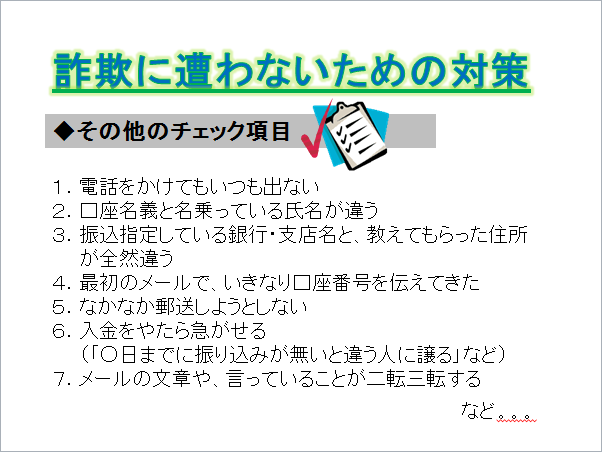 詐欺に遭わないための対策
◆その他のチェック項目
１. 電話をかけてもいつも出ない
２. 口座名義と名乗っている氏名が違う
３. 振込指定している銀行・支店名と、教えてもらった住所
が全然違う
４. 最初のメールで、いきなり口座番号を伝えてきた
５. なかなか郵送しようとしない
６. 入金をやたら急がせる
（「〇日までに振り込みが無いと違う人に譲る」など）
７. メールの文章や、言っていることが二転三転する
など。。。